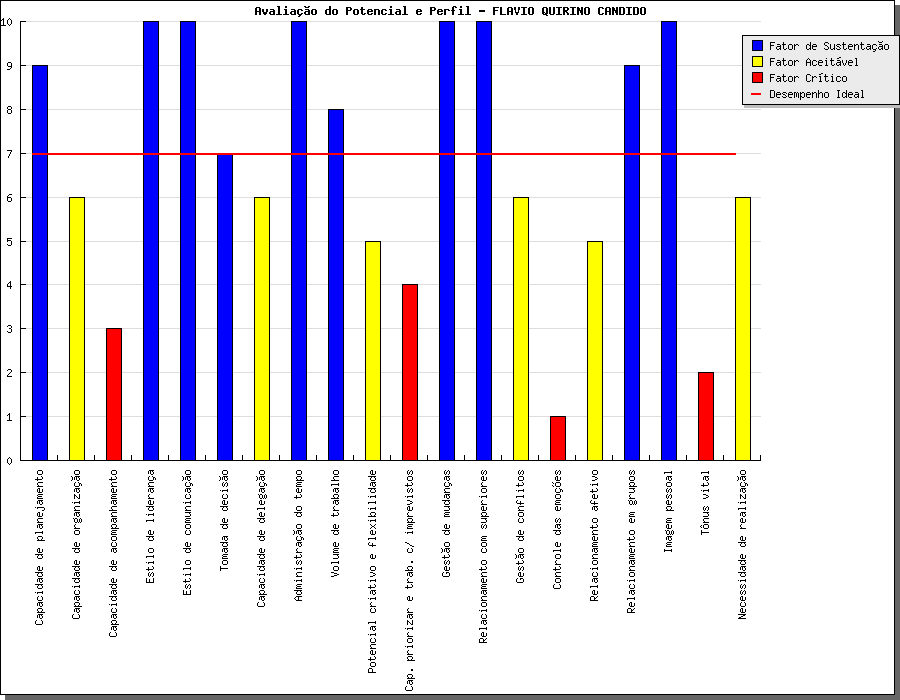 Avaliação do Potencial e Perfil - FLAVIO QUIRINO CANDIDO
Fator de Sustentação
Fator Aceitável
Fator Crítico
Desempenho Ideal
10
9
8
7
6
5
4
3
2
1
0
Capacidade de planejamento
Capacidade de organização
Capacidade de acompanhamento
Estilo de liderança
Estilo de comunicação
Tomada de decisão
Capacidade de delegação
Administração do tempo
Volume de trabalho
Potencial criativo e flexibilidade
Cap. priorizar e trab. c/ imprevistos
Gestão de mudanças
Relacionamento com superiores
Gestão de conflitos
Controle das emoções
Relacionamento afetivo
Relacionamento em grupos
Imagem pessoal
Tônus vital
Necessidade de realização